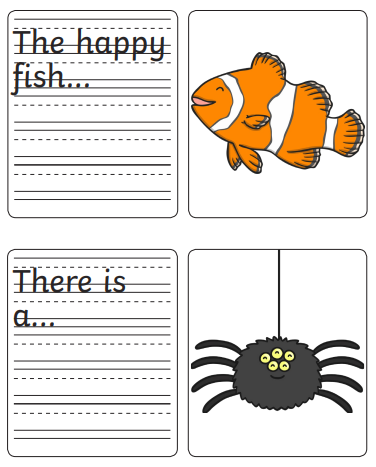 The happy
fish...
There is
a...